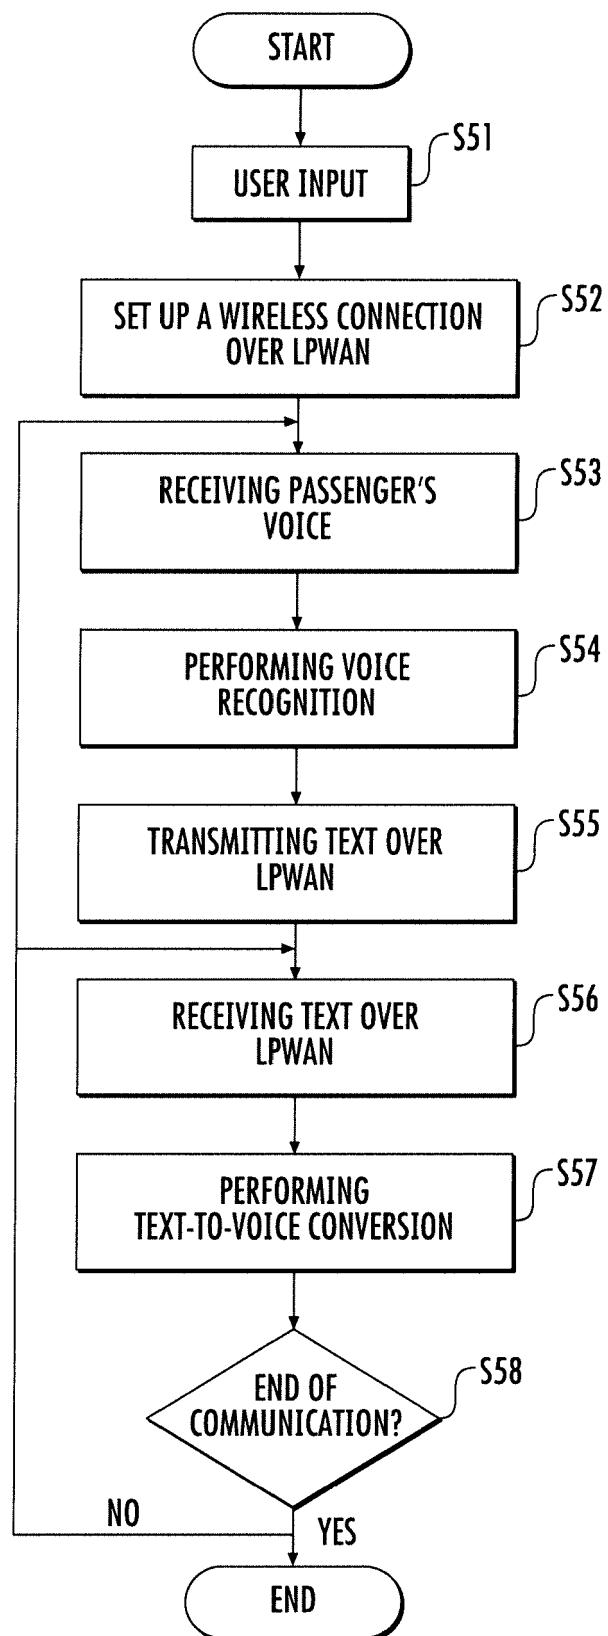 START
S51
USER INPUT
S52
SET UP A WIRELESS CONNECTION
OVER LPWAN
S53
RECEIVING PASSENGER'S
VOICE
S54
PERFORMING VOICE
RECOGNITION
S55
TRANSMITTING TEXT OVER
LPWAN
S56
RECEIVING TEXT OVER
LPWAN
S57
PERFORMING
TEXT-TO-VOICE CONVERSION
S58
END OF
COMMUNICATION?
NO
YES
END